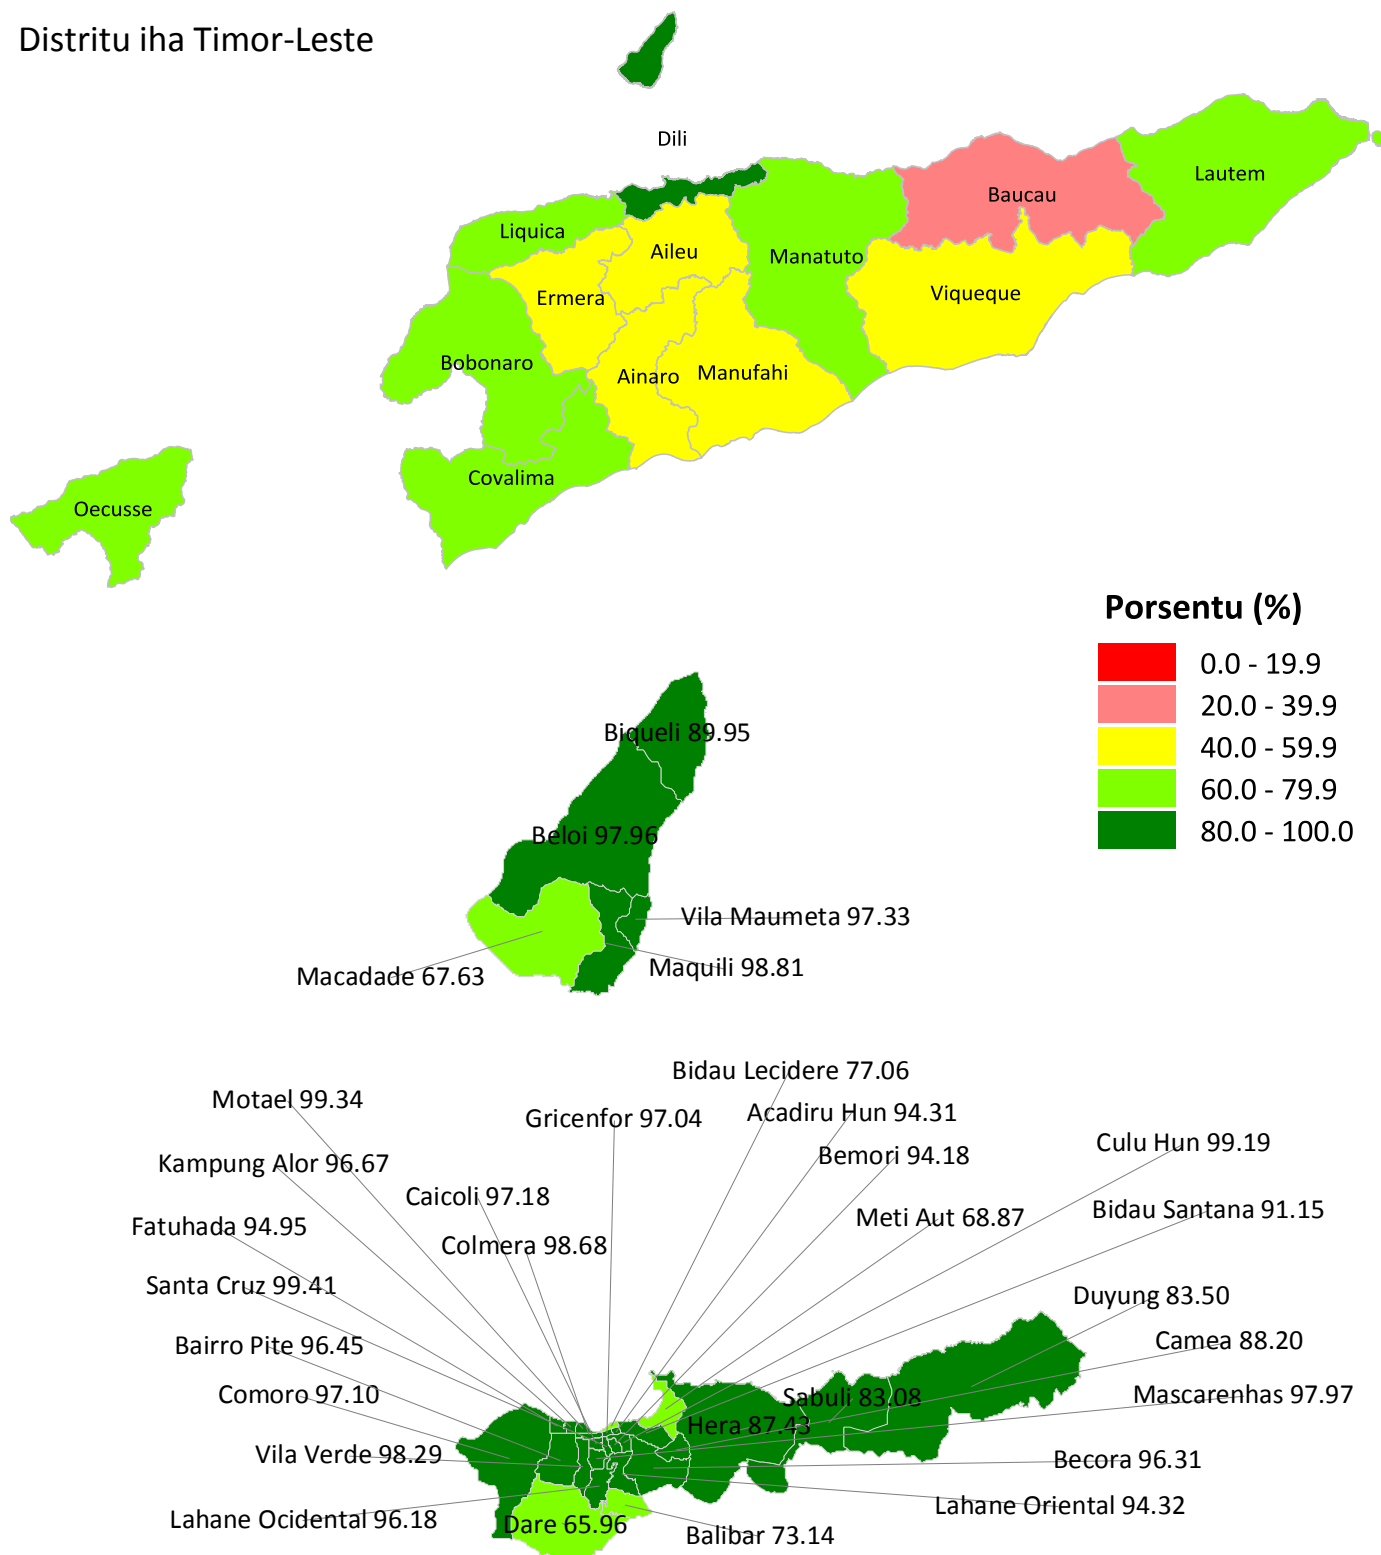 Distritu iha Timor-Leste
Dili
Lautem
Baucau
Liquica
Aileu
Manatuto
Viqueque
Ermera
Bobonaro
Ainaro
Manufahi
Covalima
Oecusse
Porsentu (%)
0.0 - 19.9
20.0 - 39.9
40.0 - 59.9
60.0 - 79.9
80.0 - 100.0
Biqueli 89.95
Beloi 97.96
Vila Maumeta 97.33
Macadade 67.63
Maquili 98.81
Bidau Lecidere 77.06
Motael 99.34
Gricenfor 97.04
Acadiru Hun 94.31
Culu Hun 99.19
Kampung Alor 96.67
Bemori 94.18
Caicoli 97.18
Fatuhada 94.95
Meti Aut 68.87
Bidau Santana 91.15
Colmera 98.68
Santa Cruz 99.41
Duyung 83.50
Bairro Pite 96.45
Camea 88.20
Comoro 97.10
Sabuli 83.08
Mascarenhas 97.97
Hera 87.43
Vila Verde 98.29
Becora 96.31
Lahane Ocidental 96.18
Dare 65.96
Balibar 73.14
Lahane Oriental 94.32